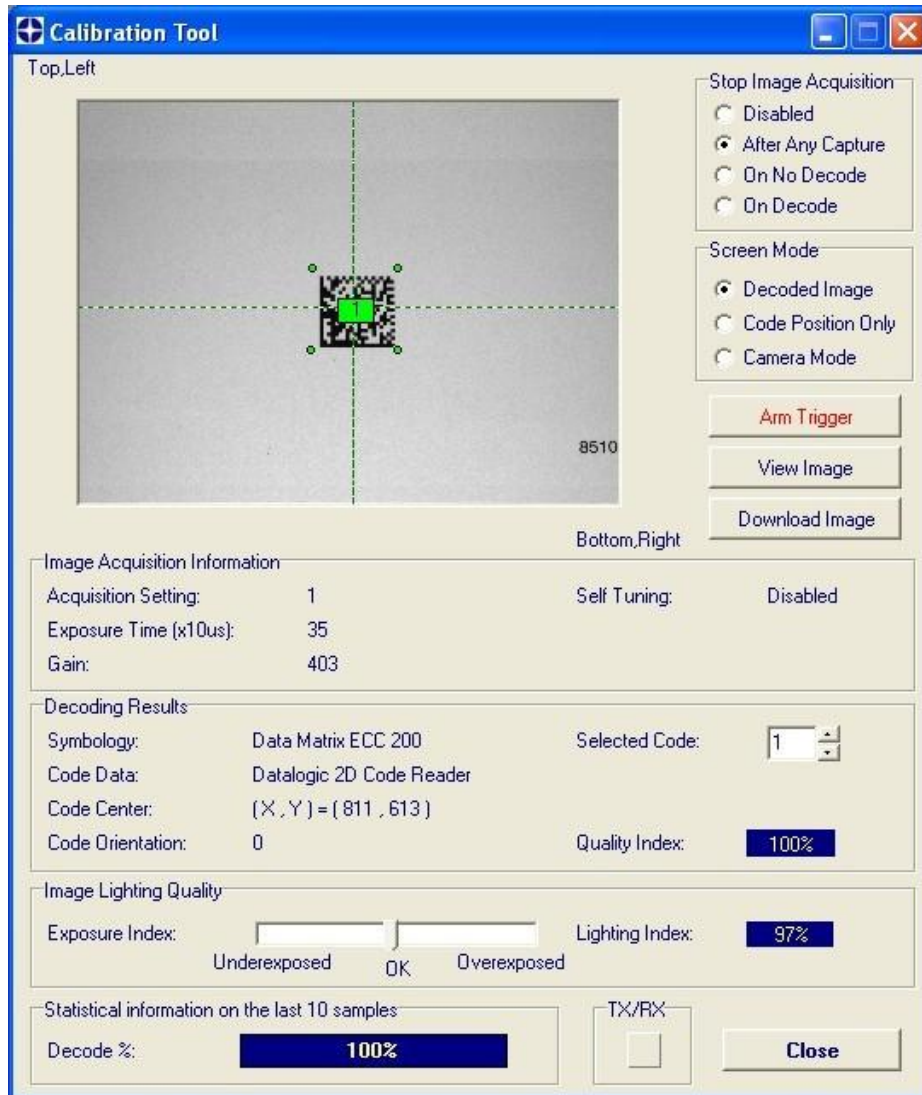 Calibration Tool
Top,Left
Stop Image Acquisition
Disabled
After Any Capture
On No Decode
On Decode
Screen Mode
Decoded Image
Code Position Only
Camera Mode
1
8510
Arm Trigger
View Image
Download Image
Bottom,Right
Image Acquisition Information
Acquisition Setting: 1 Self Tuning: Disabled
Exposure Time (x10us): 35
Gain: 403
Decoding Results
Symbology: Data Matrix ECC 200 Selected Code: 1
Code Data: Datalogic 2D Code Reader
Code Center: ( X , Y ) = ( 811 , 613 )
Code Orientation: 0 Quality Index: 100%
Image Lighting Quality
Exposure Index: Lighting Index: 97%
Underexposed OK Overexposed
Statistical information on the last 10 samples TX/RX
Decode %: 100% Close